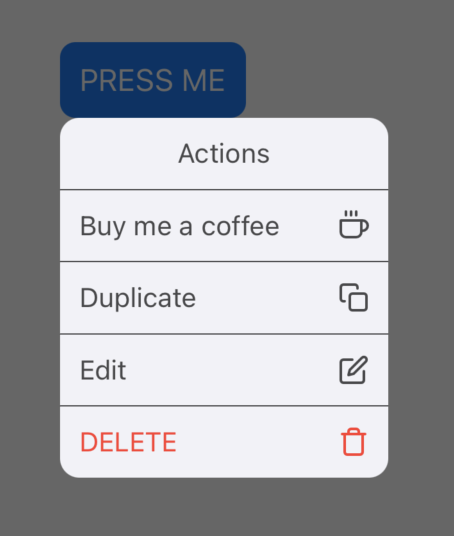 PRESS ME
Actions
Buy me a coffee
Duplicate
Edit
DELETE